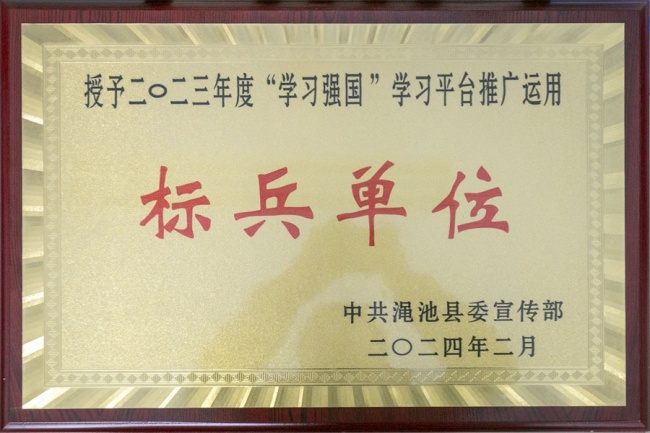 授予二〇二三年度“学习强国”学习平台推广运用
标兵单位
中共渑池县委宣传部
二〇二四年二月